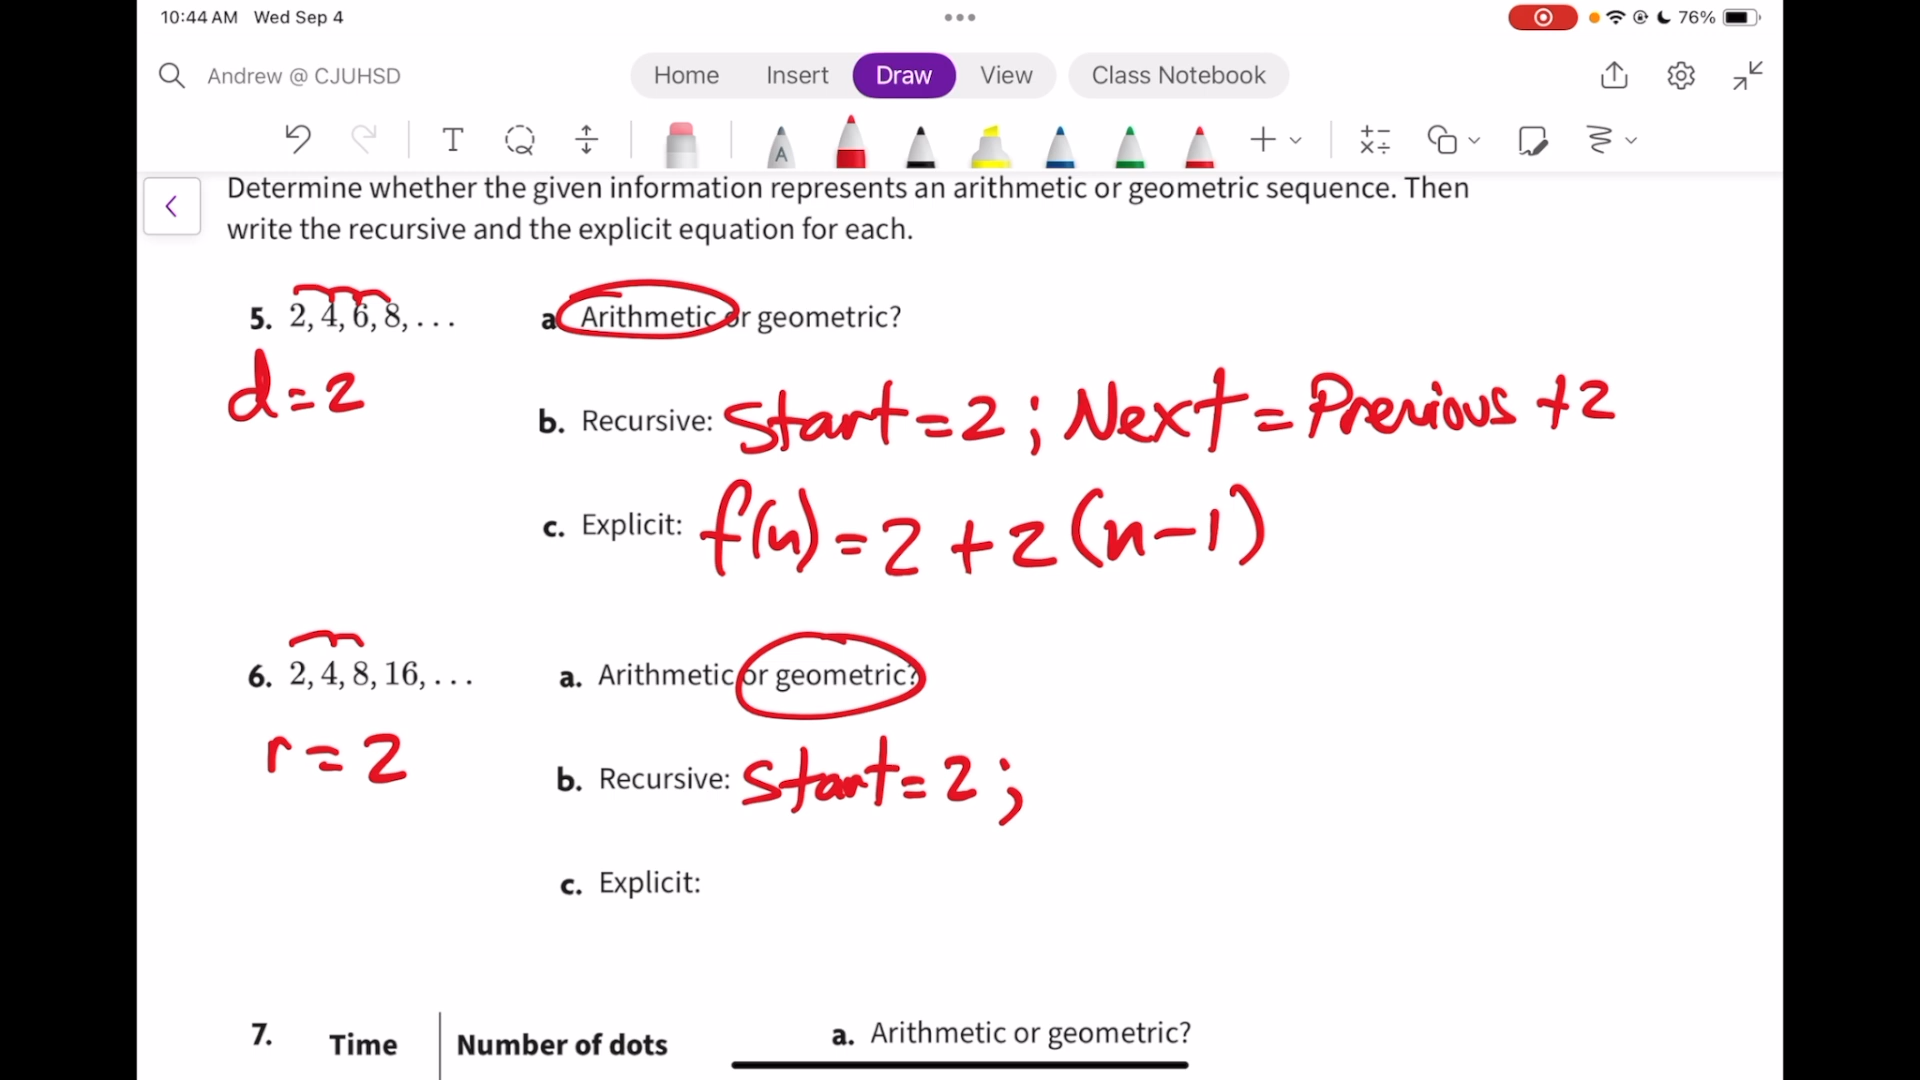 10:44 AM Wed Sep 4
76%
Andrew @ CJUHSD
Home Insert Draw View Class Notebook
T A
Determine whether the given information represents an arithmetic or geometric sequence. Then
write the recursive and the explicit equation for each.
5. 2, 4, 6, 8, . . . a. Arithmetic or geometric?
d = 2
b. Recursive: Start = 2 ; Next = Previous + 2
c. Explicit: f(n) = 2 + 2 (n - 1)
6. 2, 4, 8, 16, . . . a. Arithmetic or geometric?
r = 2
b. Recursive: Start = 2 ;
c. Explicit:
7. Time Number of dots a. Arithmetic or geometric?